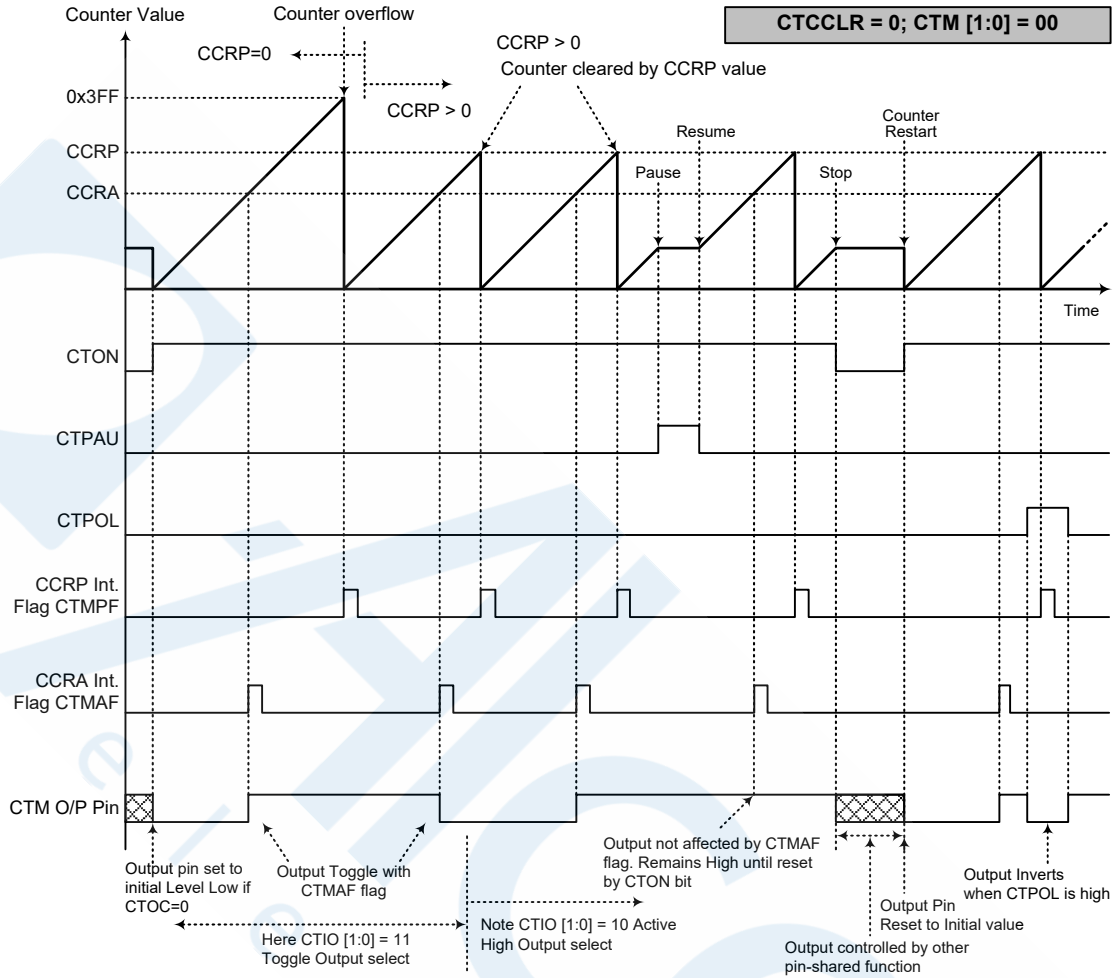 Counter Value
Counter overflow
CTCCLR = 0; CTM [1:0] = 00
CCRP=0
CCRP > 0
CCRP > 0
Counter cleared by CCRP value
0x3FF
CCRP
CCRA
Pause
Resume
Stop
Counter
Restart
Time
CTON
CTPAU
CTPOL
CCRP Int.
Flag CTMPF
CCRA Int.
Flag CTMAF
CTM O/P Pin
Output pin set to
initial Level Low if
CTOC=0
Output Toggle with
CTMAF flag
Here CTIO [1:0] = 11
Toggle Output select
Note CTIO [1:0] = 10 Active
High Output select
Output not affected by CTMAF
flag. Remains High until reset
by CTON bit
Output controlled by other
pin-shared function
Output Pin
Reset to Initial value
Output Inverts
when CTPOL is high